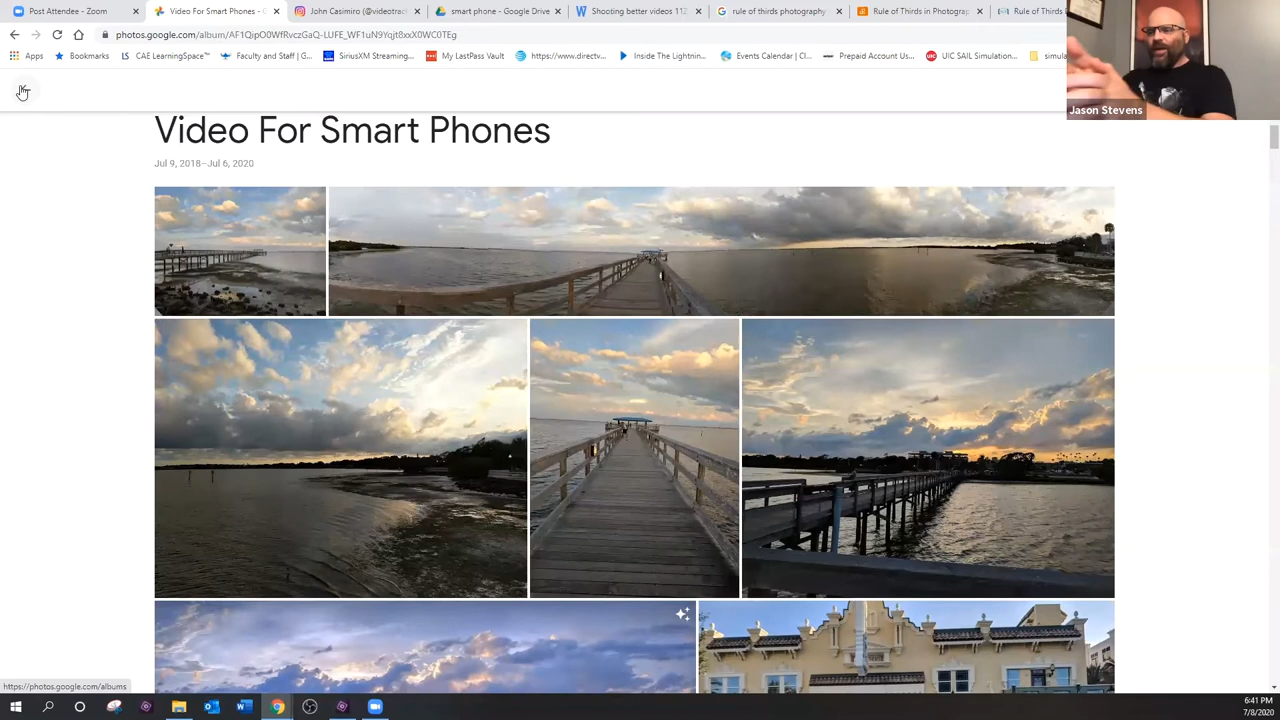 Post Attendee - Zoom
Video For Smart Phones - G
John Casimiro (@videotrac
smart phone - Google Drive
Shooting better videos 112
rule of thirds photography
Rule of Thirds in Photograp
Rule of Thirds
photos.google.com/album/AF1QipO0WfRvczGaQ-LUFE_WF1uN9Yqjt8xxX0WC0TEg
Apps
Bookmarks
CAE LearningSpace™
Faculty and Staff | G...
SiriusXM Streaming...
My LastPass Vault
https://www.directv...
Inside The Lightnin...
Events Calendar | Cl...
Prepaid Account Us...
UIC SAIL Simulation...
simula
Jason Stevens
Video For Smart Phones
Jul 9, 2018–Jul 6, 2020
https://photos.google.com/albums
6:41 PM
7/8/2020